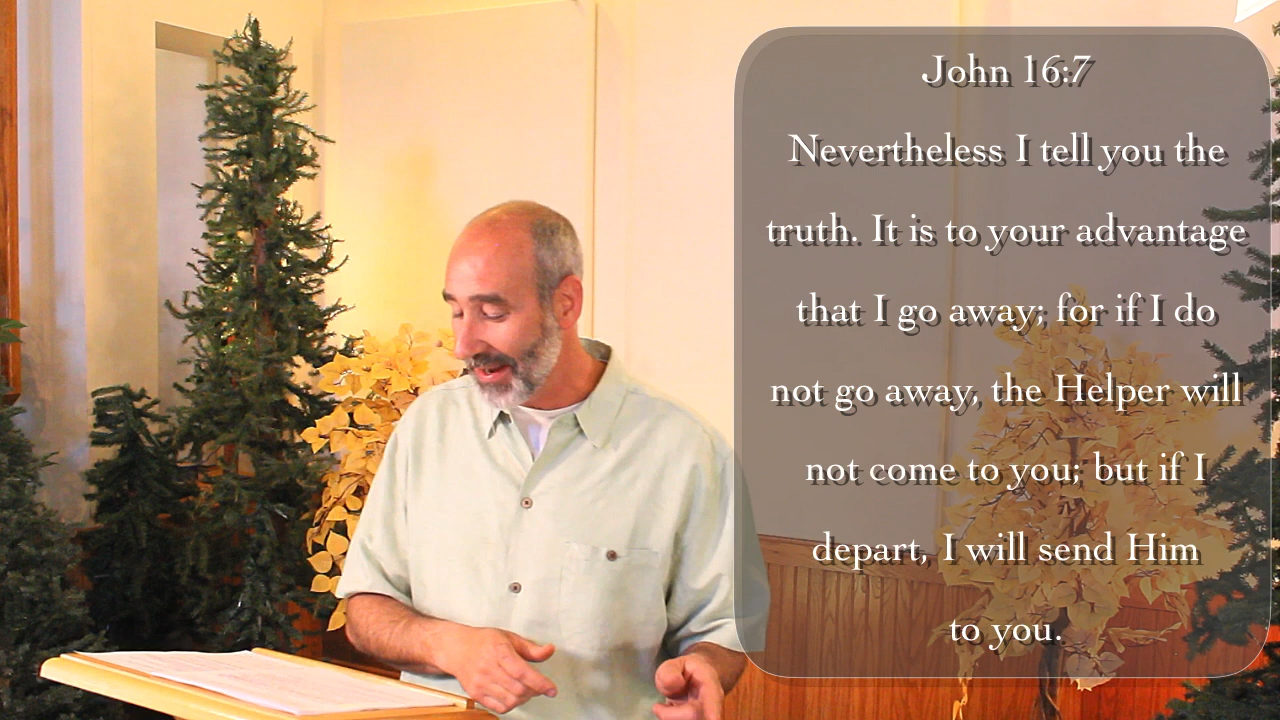 John 16:7
Nevertheless I tell you the
truth. It is to your advantage
that I go away; for if I do
not go away, the Helper will
not come to you; but if I
depart, I will send Him
to you.